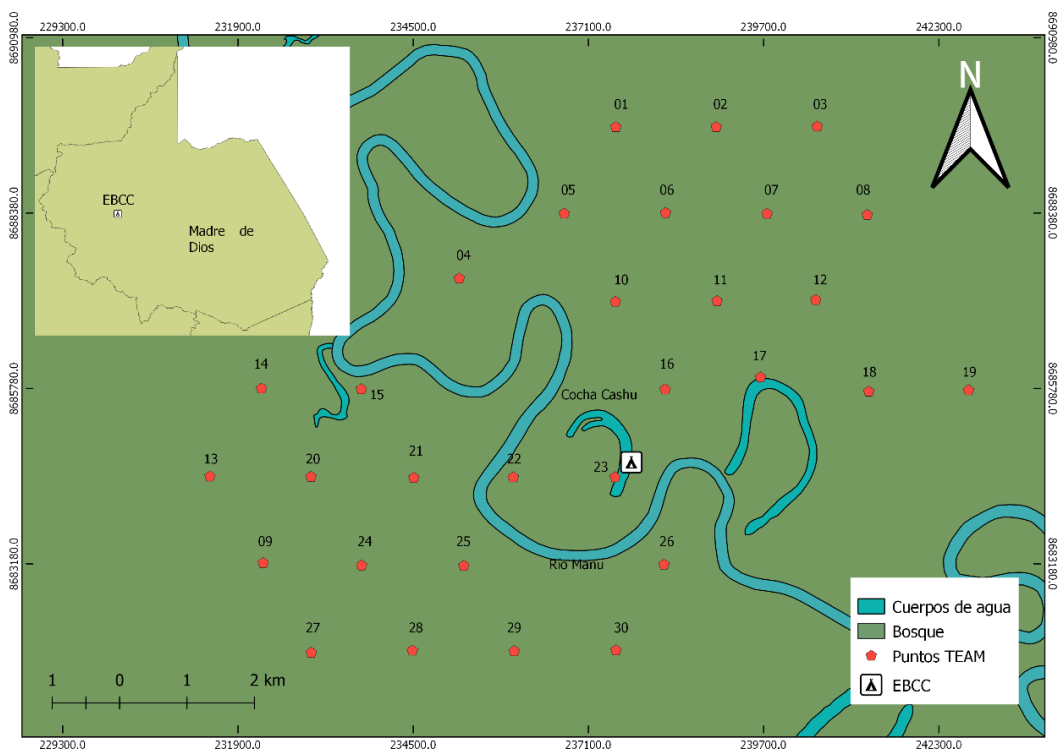 229300.0 231900.0 234500.0 237100.0 239700.0 242300.0
8690980.0 8690980.0
N
01 02 03
EBCC
05 06 07 08
8688380.0 8688380.0
Madre de
Dios
04
10 11 12
14 16 17 18 19
8685780.0 8685780.0
15 Cocha Cashu
13 20 21 22 23
09 24 25 26
8683180.0 8683180.0
Río Manu
Cuerpos de agua
Bosque
27 28 29 30
Puntos TEAM
EBCC
1 0 1 2 km
229300.0 231900.0 234500.0 237100.0 239700.0 242300.0